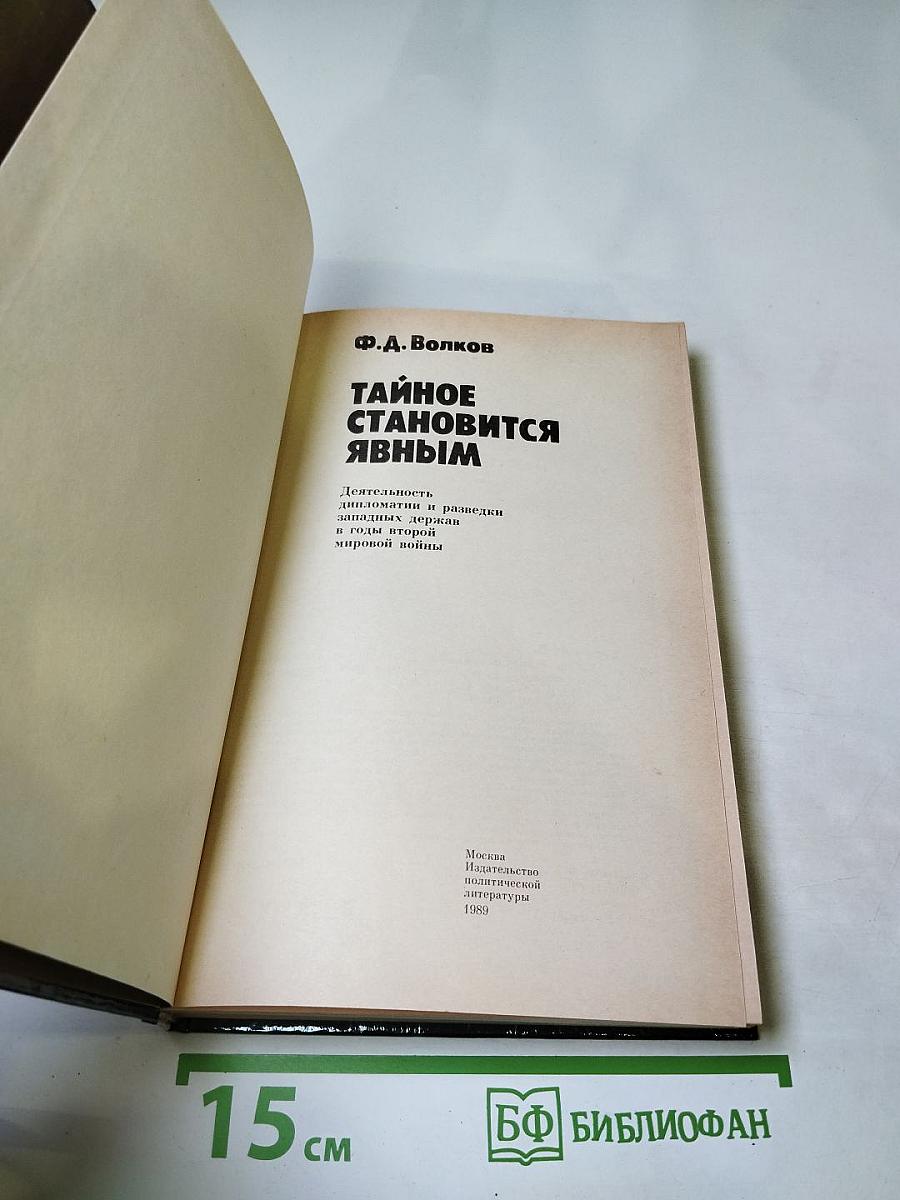 Ф.Д.Волков
ТАЙНОЕ
СТАНОВИТСЯ
ЯВНЫМ
Деятельность
дипломатии и разведки
западных держав
в годы второй
мировой войны
Москва
Издательство
политической
литературы
1989
15 см
БФ БИБЛИОФАН